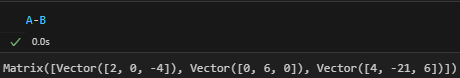 A-B
0.0s
Matrix([Vector([2, 0, -4]), Vector([0, 6, 0]), Vector([4, -21, 6])])